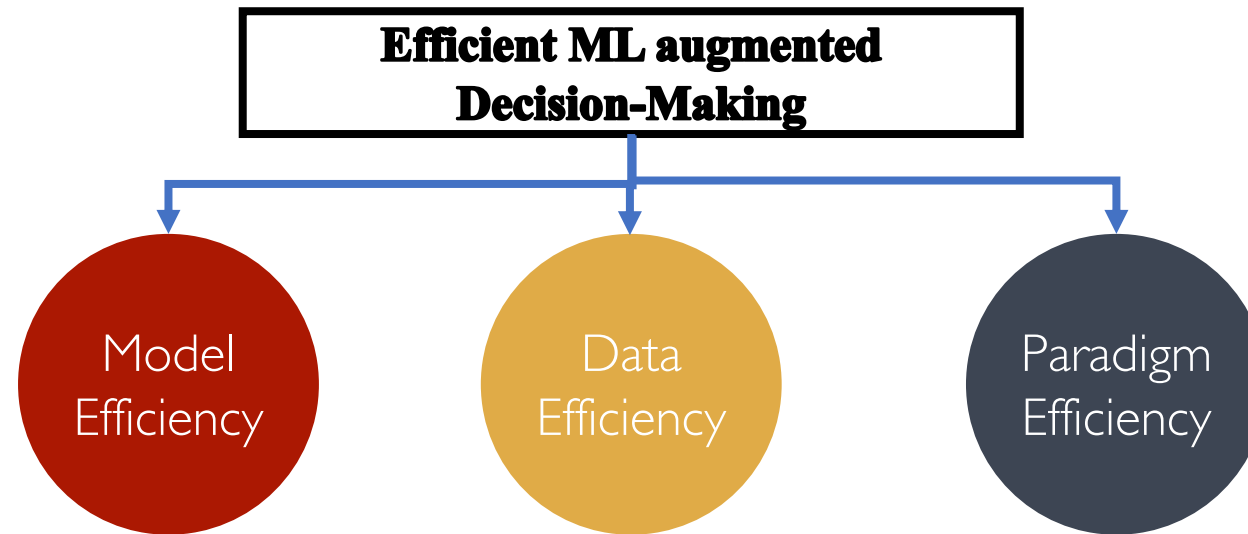 Efficient ML augmented
Decision-Making
Model
Efficiency
Data
Efficiency
Paradigm
Efficiency